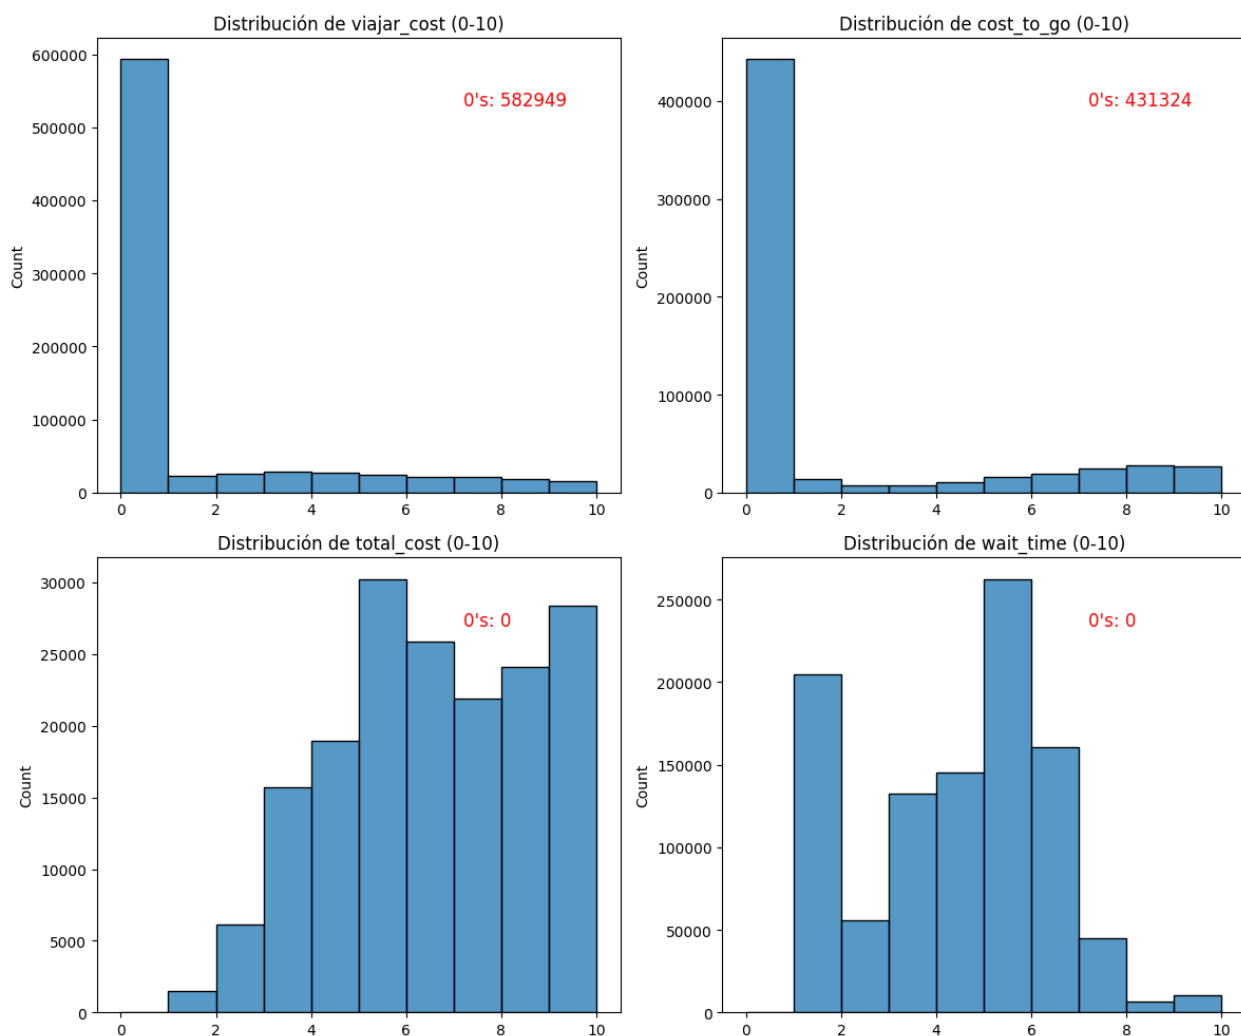 Distribución de viajar_cost (0-10)
600000
500000
400000
300000
200000
100000
0
Count
0's: 582949
0 2 4 6 8 10
Distribución de cost_to_go (0-10)
400000
300000
200000
100000
0
Count
0's: 431324
0 2 4 6 8 10
Distribución de total_cost (0-10)
30000
25000
20000
15000
10000
5000
0
Count
0's: 0
0 2 4 6 8 10
Distribución de wait_time (0-10)
250000
200000
150000
100000
50000
0
Count
0's: 0
0 2 4 6 8 10